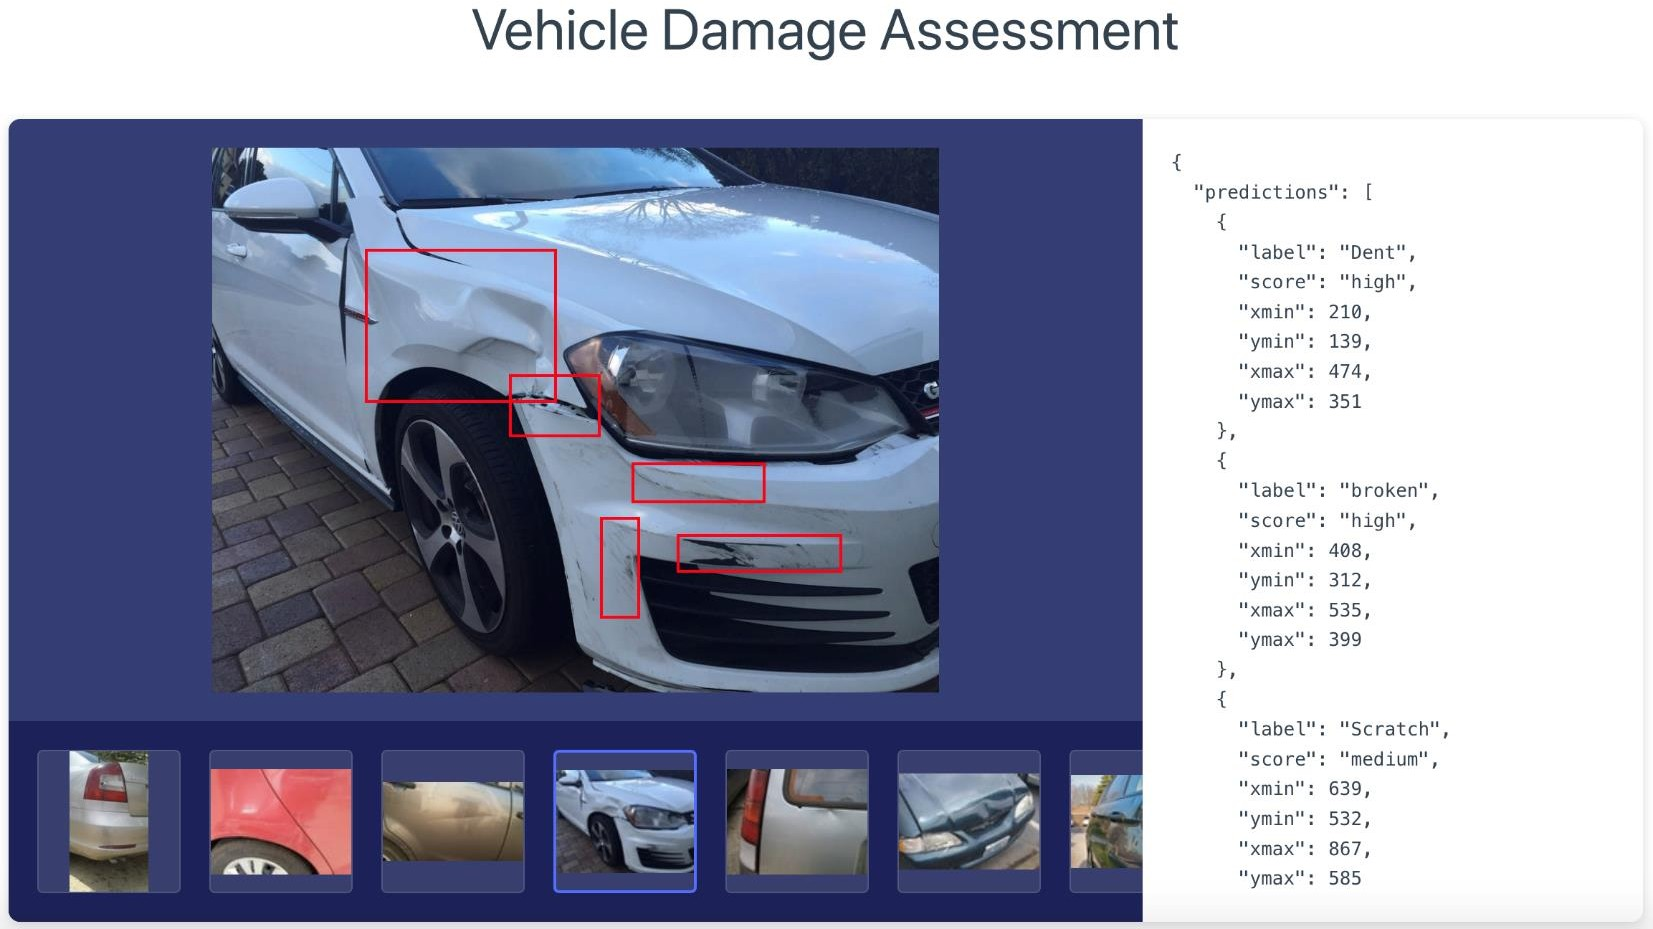 Vehicle Damage Assessment
{
"predictions": [
{
"label": "Dent",
"score": "high",
"xmin": 210,
"ymin": 139,
"xmax": 474,
"ymax": 351
},
{
"label": "broken",
"score": "high",
"xmin": 408,
"ymin": 312,
"xmax": 535,
"ymax": 399
},
{
"label": "Scratch",
"score": "medium",
"xmin": 639,
"ymin": 532,
"xmax": 867,
"ymax": 585
G